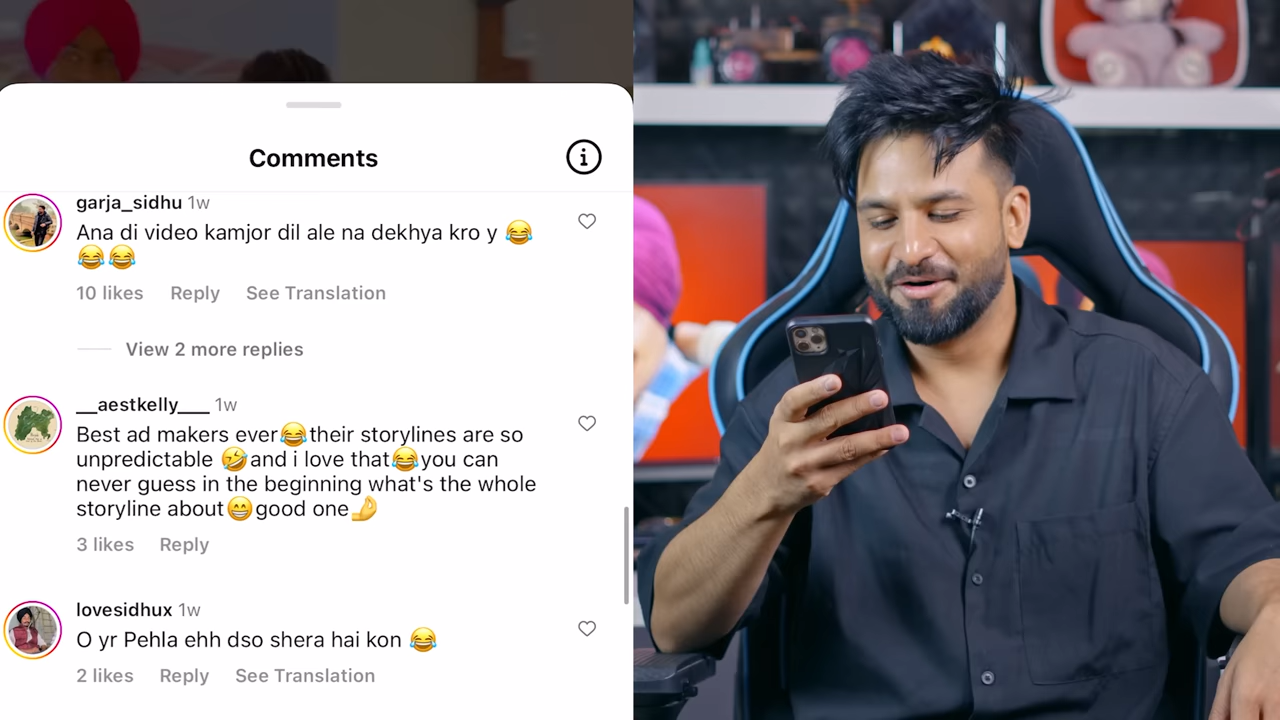 Comments
garja_sidhu 1w
Ana di video kamjor dil ale na dekhya kro y 😂
😂😂
10 likes Reply See Translation
View 2 more replies
__aestkelly___ 1w
Best ad makers ever😂their storylines are so
unpredictable 🤣and i love that😂you can
never guess in the beginning what's the whole
storyline about😁good one👌
3 likes Reply
lovesidhux 1w
O yr Pehla ehh dso shera hai kon 😂
2 likes Reply See Translation